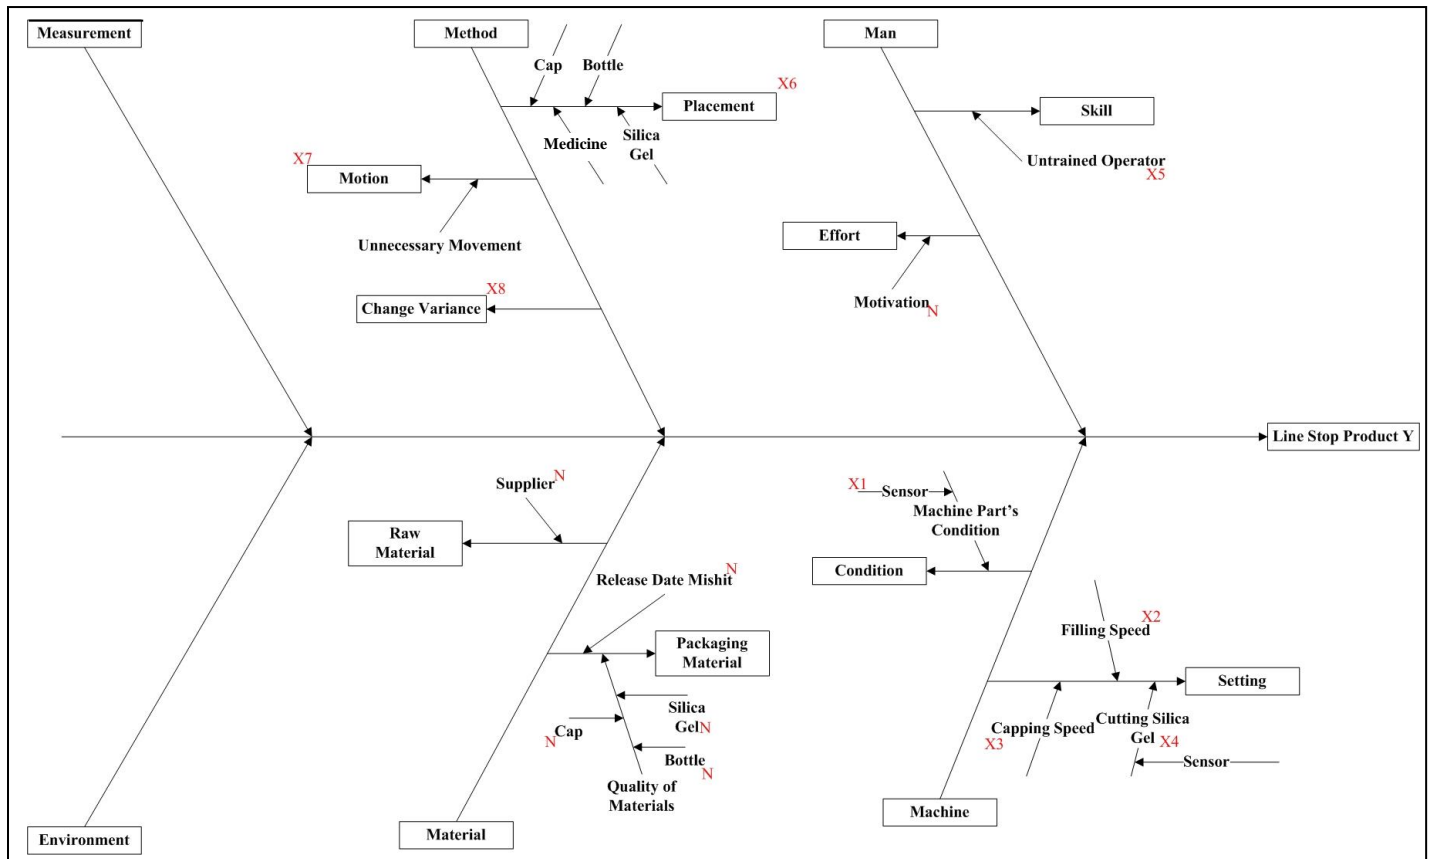 Measurement
Method
Man
Cap
Bottle
X6
Placement
Medicine
Silica
Gel
Skill
Untrained Operator
X5
X7
Motion
Unnecessary Movement
Effort
Motivation N
X8
Change Variance
Line Stop Product Y
Supplier N
Raw
Material
X1 Sensor
Machine Part's
Condition
Condition
Release Date Mishit N
Packaging
Material
Silica
Gel N
N Cap
Bottle N
Quality of
Materials
X2
Filling Speed
Setting
Capping Speed
X3
Cutting Silica
Gel X4
Sensor
Machine
Material
Environment